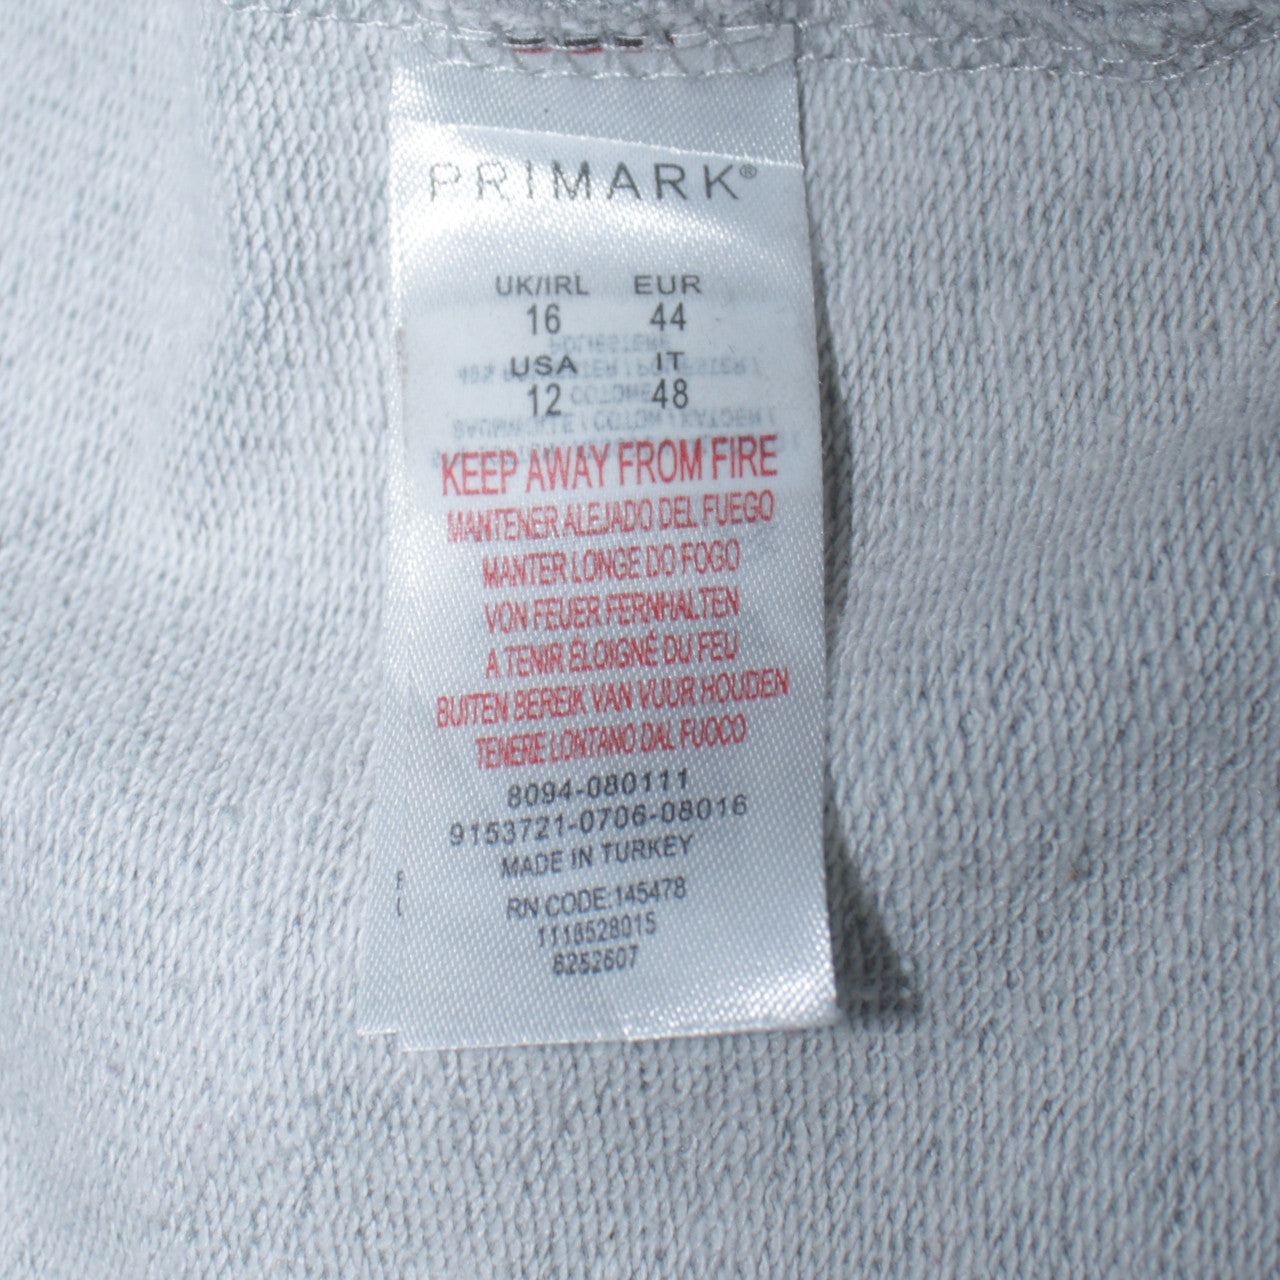 PRIMARK®
UK/IRL EUR
16 44
USA IT
12 48
KEEP AWAY FROM FIRE
MANTENER ALEJADO DEL FUEGO
MANTER LONGE DO FOGO
VON FEUER FERNHALTEN
A TENIR ÉLOIGNÉ DU FEU
BUITEN BEREIK VAN VUUR HOUDEN
TENERE LONTANO DAL FUOCO
8094-080111
9153721-0706-08016
MADE IN TURKEY
RN CODE:145478
1118528015
8252607